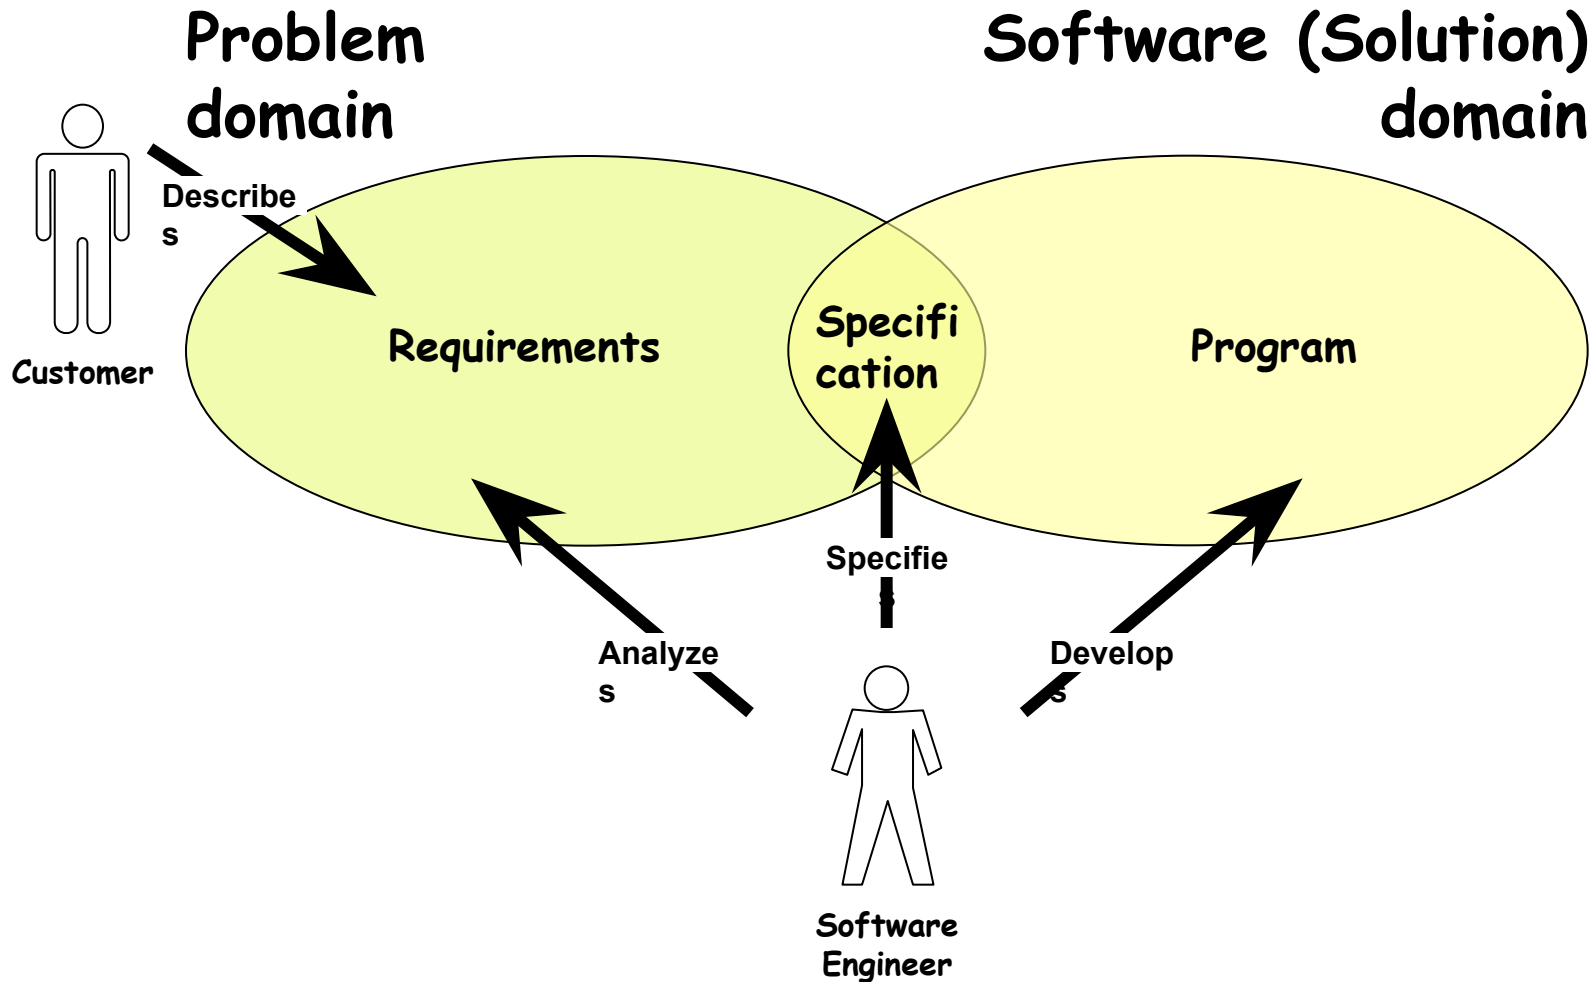 Problem
domain
Software (Solution)
domain
Describe
s
Customer
Requirements
Specifi
cation
Program
Specifie
s
Analyze
s
Develop
s
Software
Engineer